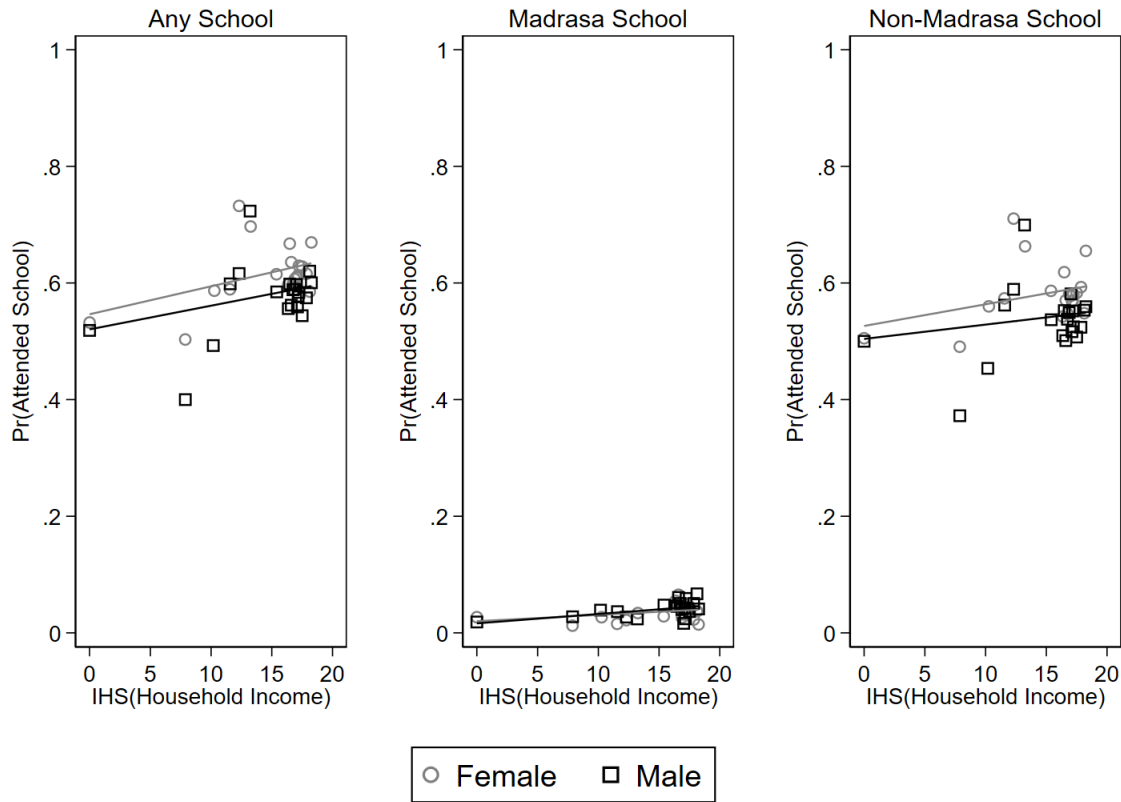 Any School
Pr(Attended School)
1
.8
.6
.4
.2
0
0 5 10 15 20
IHS(Household Income)
Madrasa School
Pr(Attended School)
1
.8
.6
.4
.2
0
0 5 10 15 20
IHS(Household Income)
Non-Madrasa School
Pr(Attended School)
1
.8
.6
.4
.2
0
0 5 10 15 20
IHS(Household Income)
Female Male